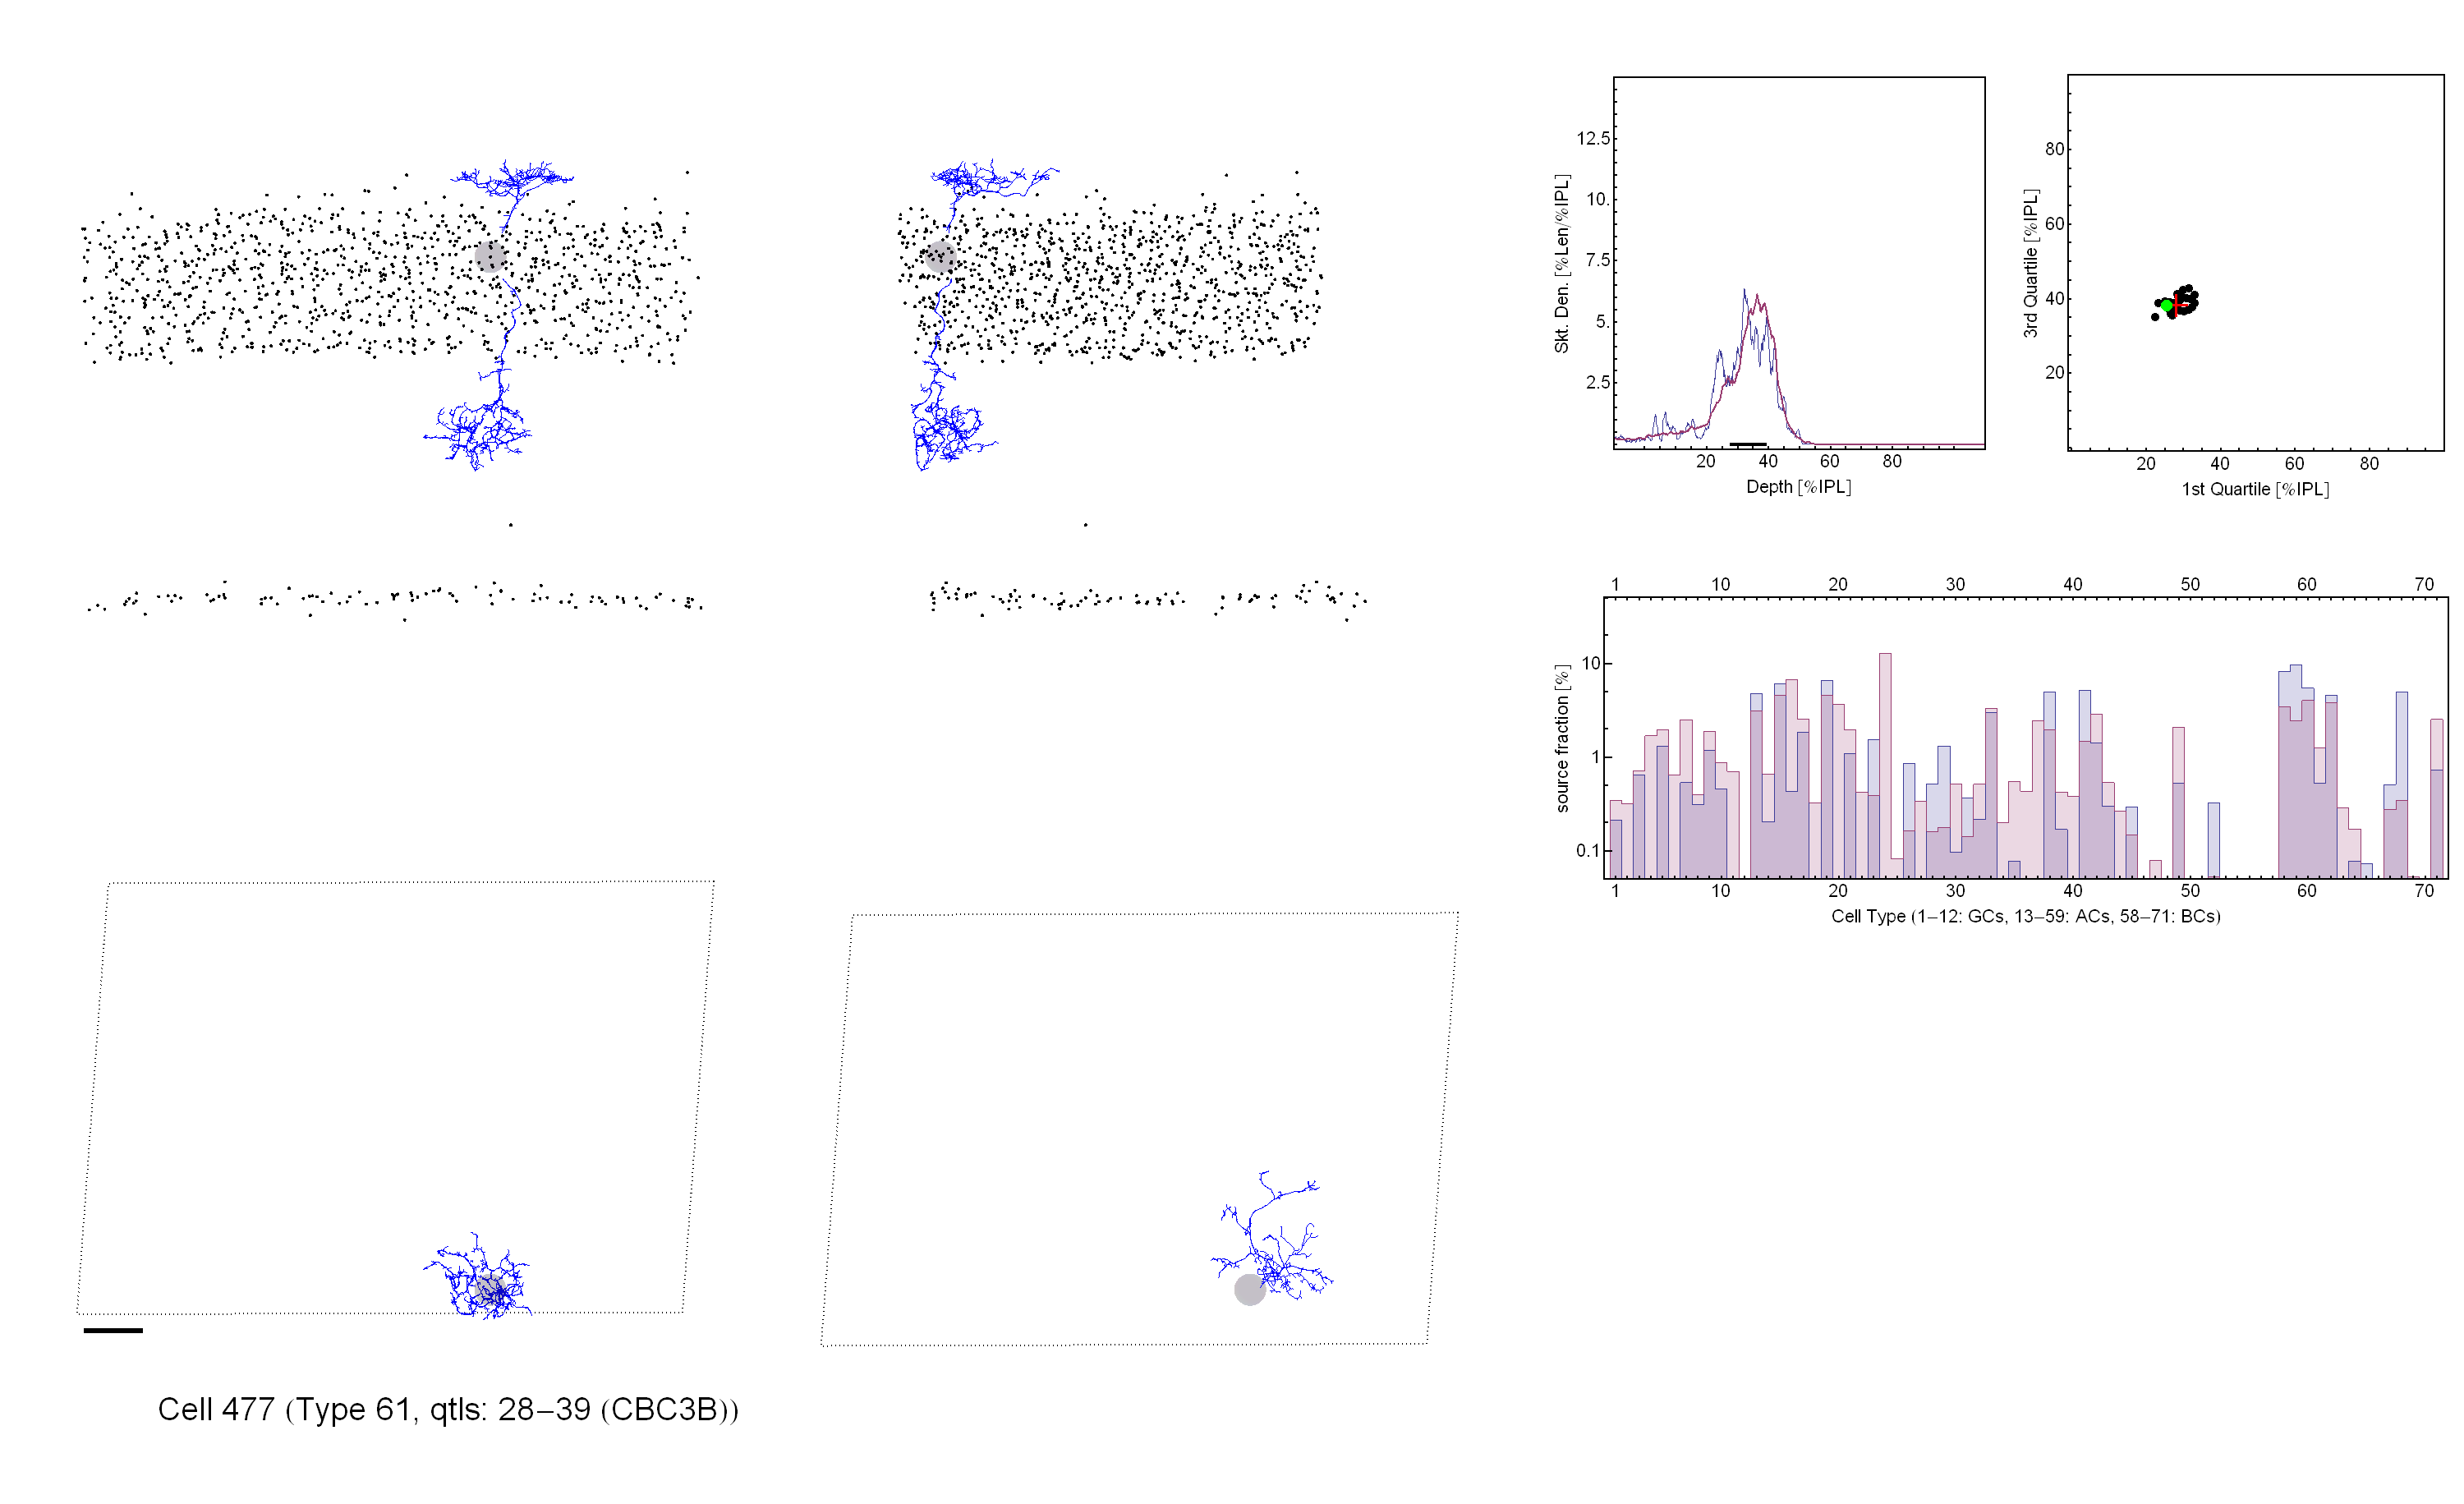 12.5
10.
7.5
5.
2.5
Skt. Den. [%Len/%IPL]
20 40 60 80
Depth [%IPL]
80
60
40
20
3rd Quartile [%IPL]
20 40 60 80
1st Quartile [%IPL]
1 10 20 30 40 50 60 70
10
1
0.1
source fraction [%]
1 10 20 30 40 50 60 70
Cell Type (1–12: GCs, 13–59: ACs, 58–71: BCs)
Cell 477 (Type 61, qtls: 28–39 (CBC3B))